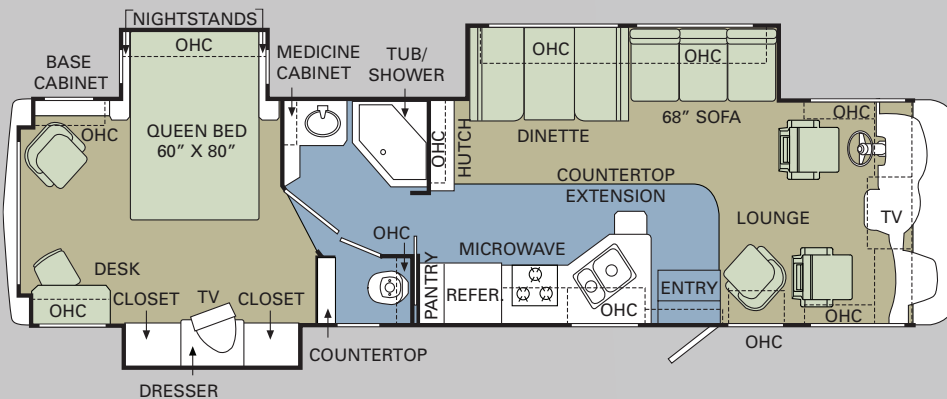 NIGHTSTANDS
OHC
MEDICINE
CABINET
TUB/
SHOWER
OHC
OHC
BASE
CABINET
OHC
QUEEN BED
60” X 80”
OHC
HUTCH
DINETTE
68” SOFA
OHC
COUNTERTOP
EXTENSION
LOUNGE
TV
DESK
OHC
CLOSET
TV
CLOSET
OHC
PANTRY
MICROWAVE
REFER.
OHC
ENTRY
COUNTERTOP
OHC
DRESSER